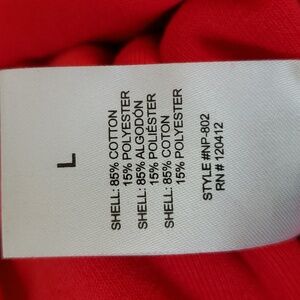 L
SHELL: 85% COTTON
15% POLYESTER
SHELL: 85% ALGODÓN
15% POLIÉSTER
SHELL: 85% COTON
15% POLYESTER
STYLE #NP-802
RN # 120412